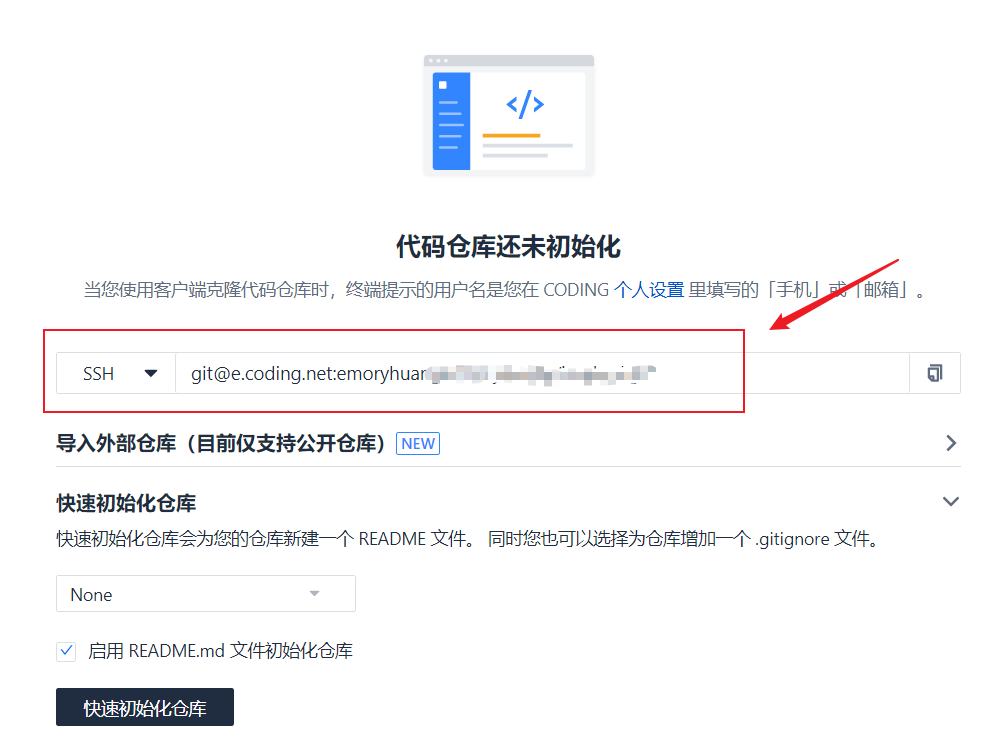 </>
代码仓库还未初始化
当您使用客户端克隆代码仓库时，终端提示的用户名是您在 CODING 个人设置 里填写的「手机」或「邮箱」。
SSH git@e.coding.net:emoryhuan
导入外部仓库（目前仅支持公开仓库） NEW
快速初始化仓库
快速初始化仓库会为您的仓库新建一个 README 文件。 同时您也可以选择为仓库增加一个 .gitignore 文件。
None
启用 README.md 文件初始化仓库
快速初始化仓库